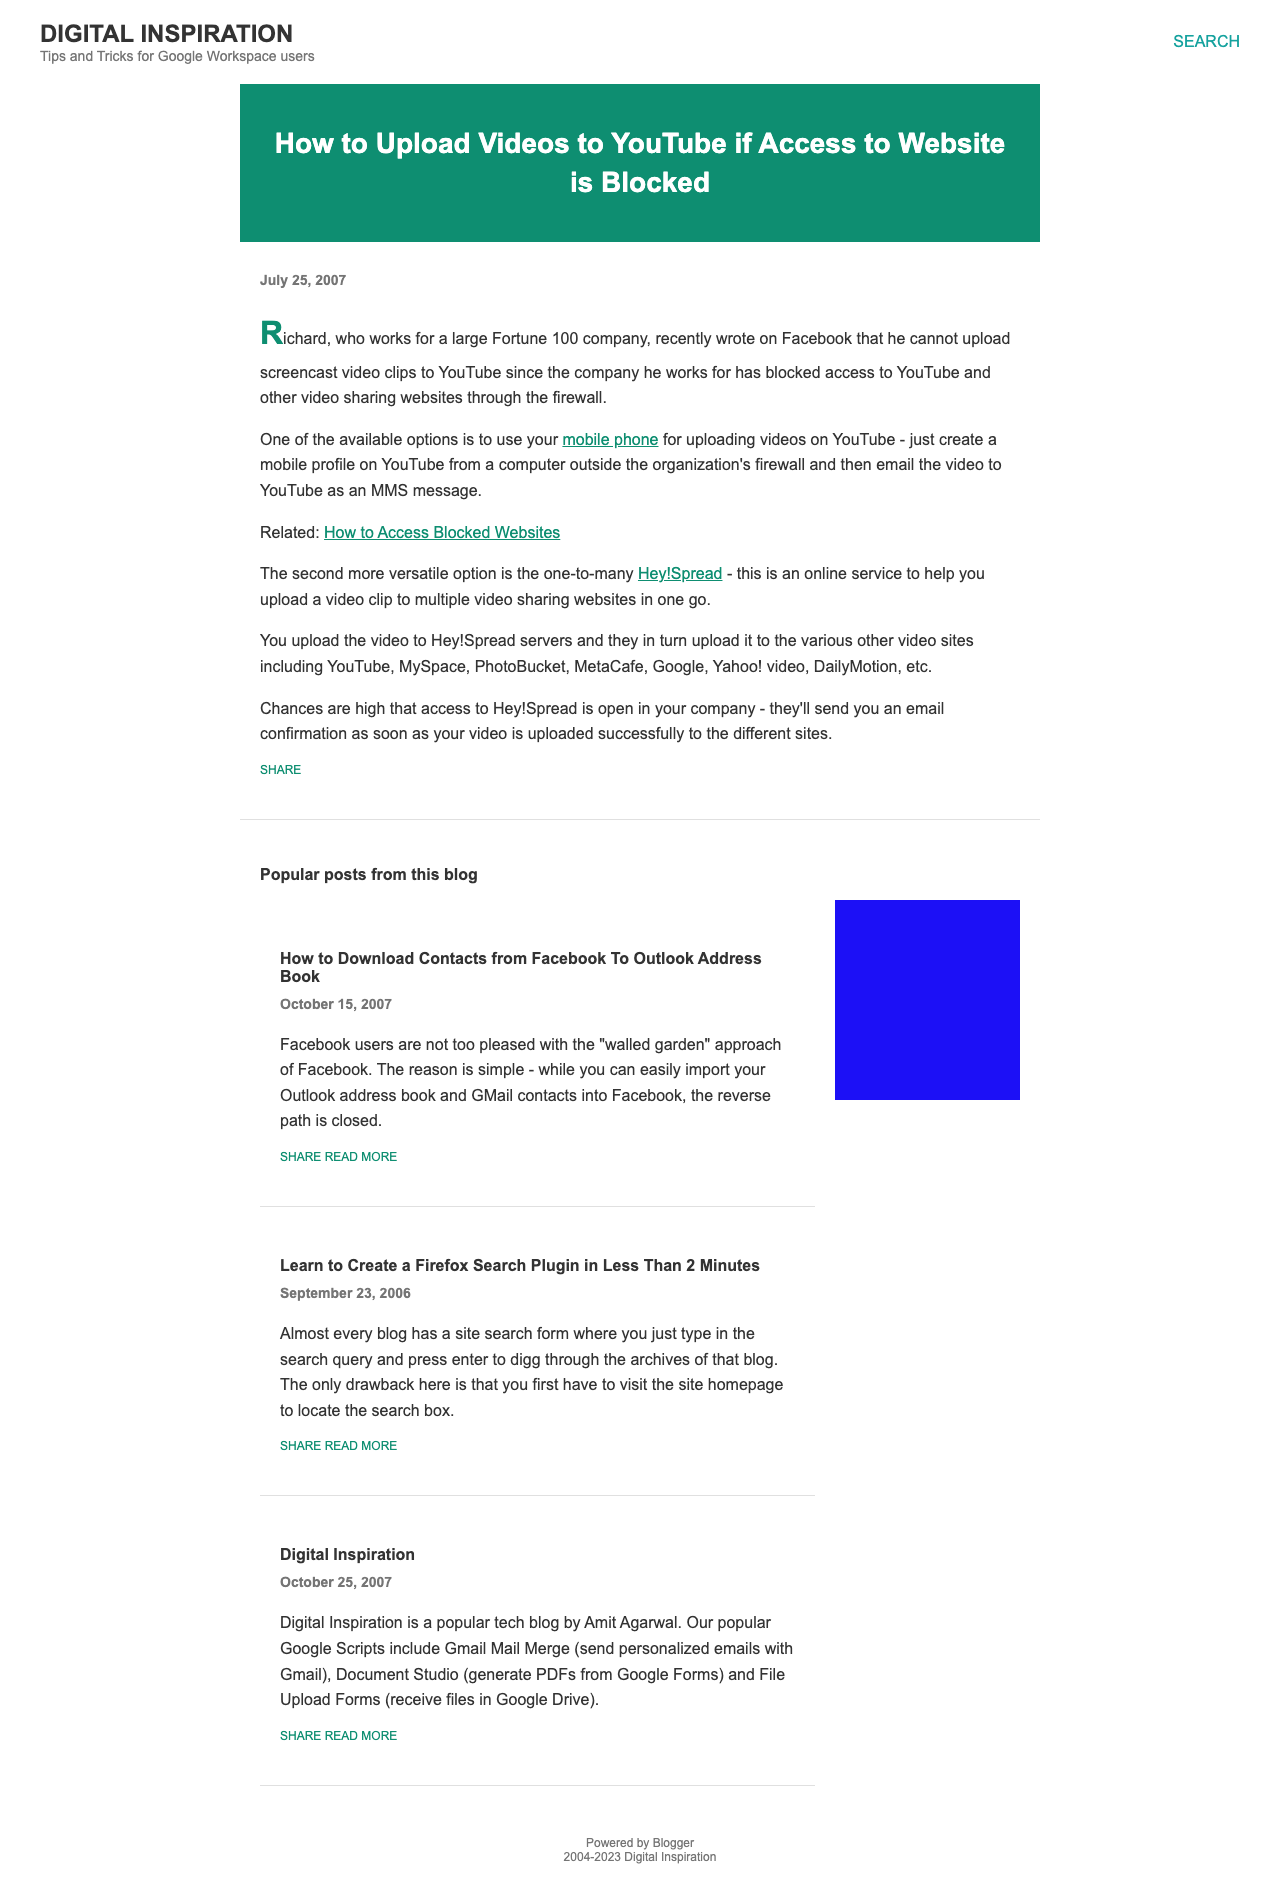 DIGITAL INSPIRATION
Tips and Tricks for Google Workspace users
SEARCH
How to Upload Videos to YouTube if Access to Website
is Blocked
July 25, 2007
Richard, who works for a large Fortune 100 company, recently wrote on Facebook that he cannot upload
screencast video clips to YouTube since the company he works for has blocked access to YouTube and
other video sharing websites through the firewall.
One of the available options is to use your mobile phone for uploading videos on YouTube - just create a
mobile profile on YouTube from a computer outside the organization's firewall and then email the video to
YouTube as an MMS message.
Related: How to Access Blocked Websites
The second more versatile option is the one-to-many Hey!Spread - this is an online service to help you
upload a video clip to multiple video sharing websites in one go.
You upload the video to Hey!Spread servers and they in turn upload it to the various other video sites
including YouTube, MySpace, PhotoBucket, MetaCafe, Google, Yahoo! video, DailyMotion, etc.
Chances are high that access to Hey!Spread is open in your company - they'll send you an email
confirmation as soon as your video is uploaded successfully to the different sites.
SHARE
Popular posts from this blog
How to Download Contacts from Facebook To Outlook Address
Book
October 15, 2007
Facebook users are not too pleased with the "walled garden" approach
of Facebook. The reason is simple - while you can easily import your
Outlook address book and GMail contacts into Facebook, the reverse
path is closed.
SHARE READ MORE
Learn to Create a Firefox Search Plugin in Less Than 2 Minutes
September 23, 2006
Almost every blog has a site search form where you just type in the
search query and press enter to digg through the archives of that blog.
The only drawback here is that you first have to visit the site homepage
to locate the search box.
SHARE READ MORE
Digital Inspiration
October 25, 2007
Digital Inspiration is a popular tech blog by Amit Agarwal. Our popular
Google Scripts include Gmail Mail Merge (send personalized emails with
Gmail), Document Studio (generate PDFs from Google Forms) and File
Upload Forms (receive files in Google Drive).
SHARE READ MORE
Powered by Blogger
2004-2023 Digital Inspiration